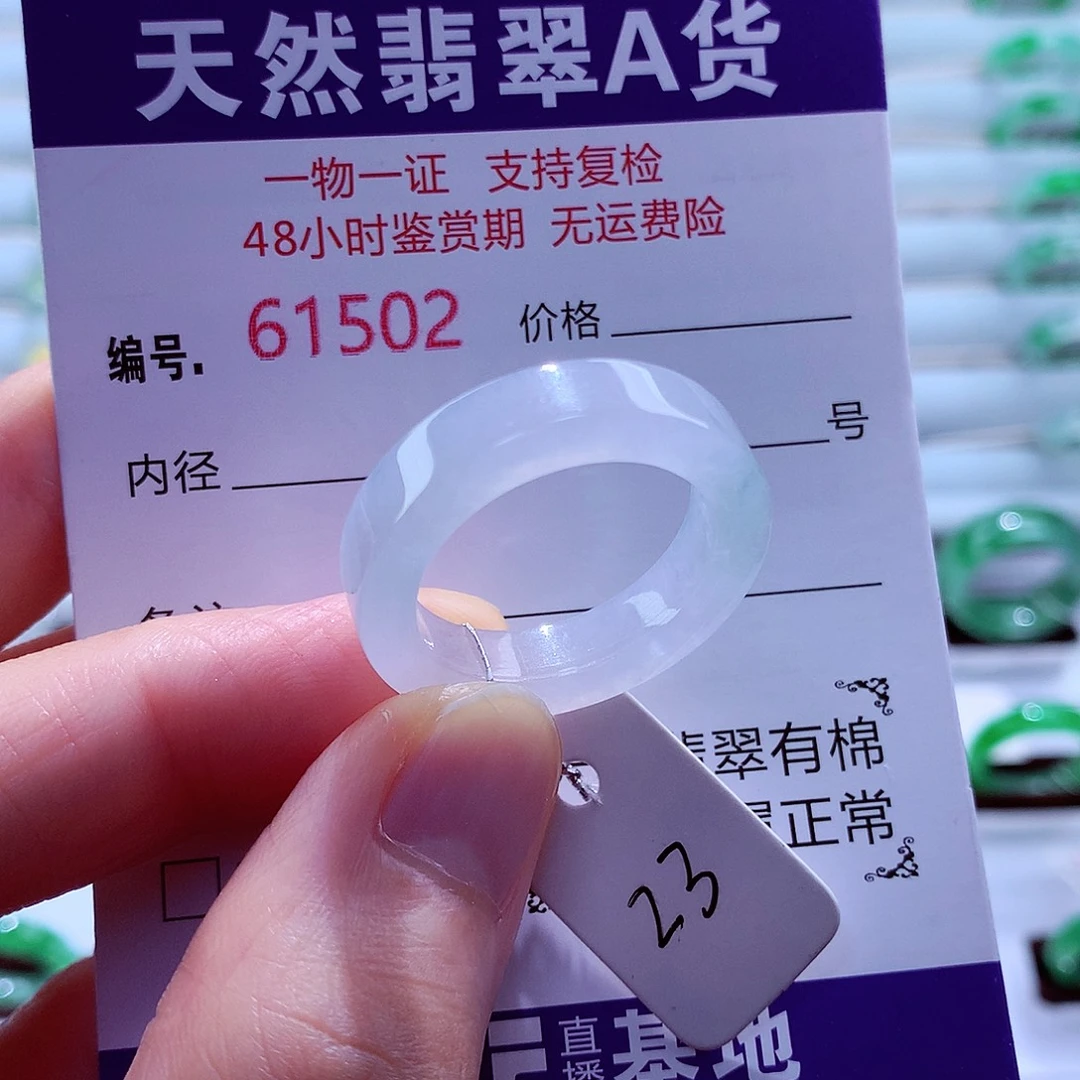 天然翡翠A货
一物一证 支持复检
48小时鉴赏期 无运费险
编号. 61502 价格
内径 号
翠有棉
正常
23
直播基地